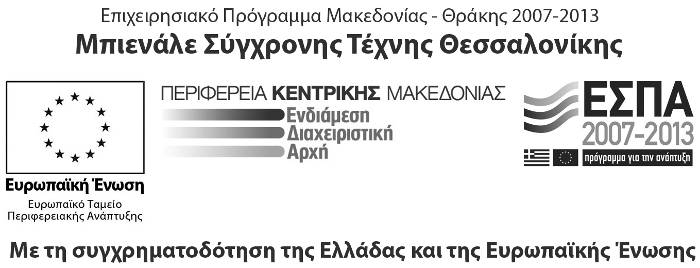 Επιχειρησιακό Πρόγραμμα Μακεδονίας - Θράκης 2007-2013
Μπιενάλε Σύγχρονης Τέχνης Θεσσαλονίκης
ΠΕΡΙΦΕΡΕΙΑ ΚΕΝΤΡΙΚΗΣ ΜΑΚΕΔΟΝΙΑΣ
Ενδιάμεση
Διαχειριστική
Αρχή
ΕΣΠΑ
2007-2013
πρόγραμμα για την ανάπτυξη
Ευρωπαϊκή Ένωση
Ευρωπαϊκό Ταμείο
Περιφερειακής Ανάπτυξης
Με τη συγχρηματοδότηση της Ελλάδας και της Ευρωπαϊκής Ένωσης